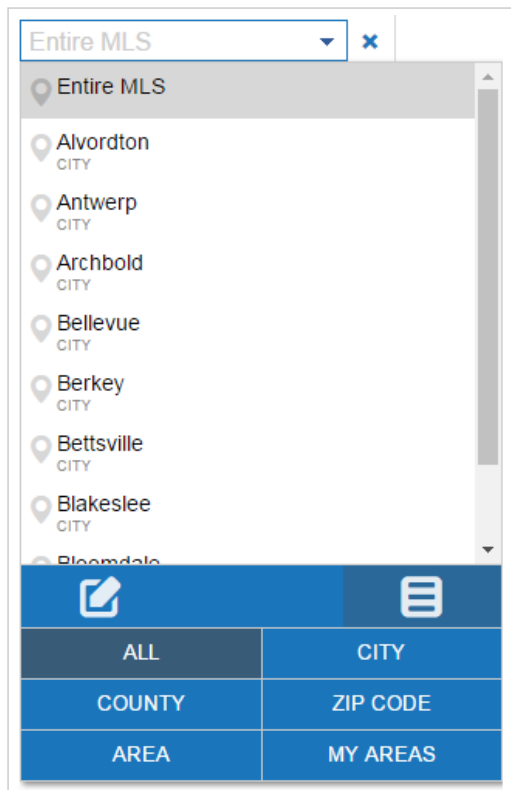 Entire MLS
Entire MLS
Alvordton
CITY
Antwerp
CITY
Archbold
CITY
Bellevue
CITY
Berkey
CITY
Bettsville
CITY
Blakeslee
CITY
Bloomdale
ALL CITY
COUNTY ZIP CODE
AREA MY AREAS